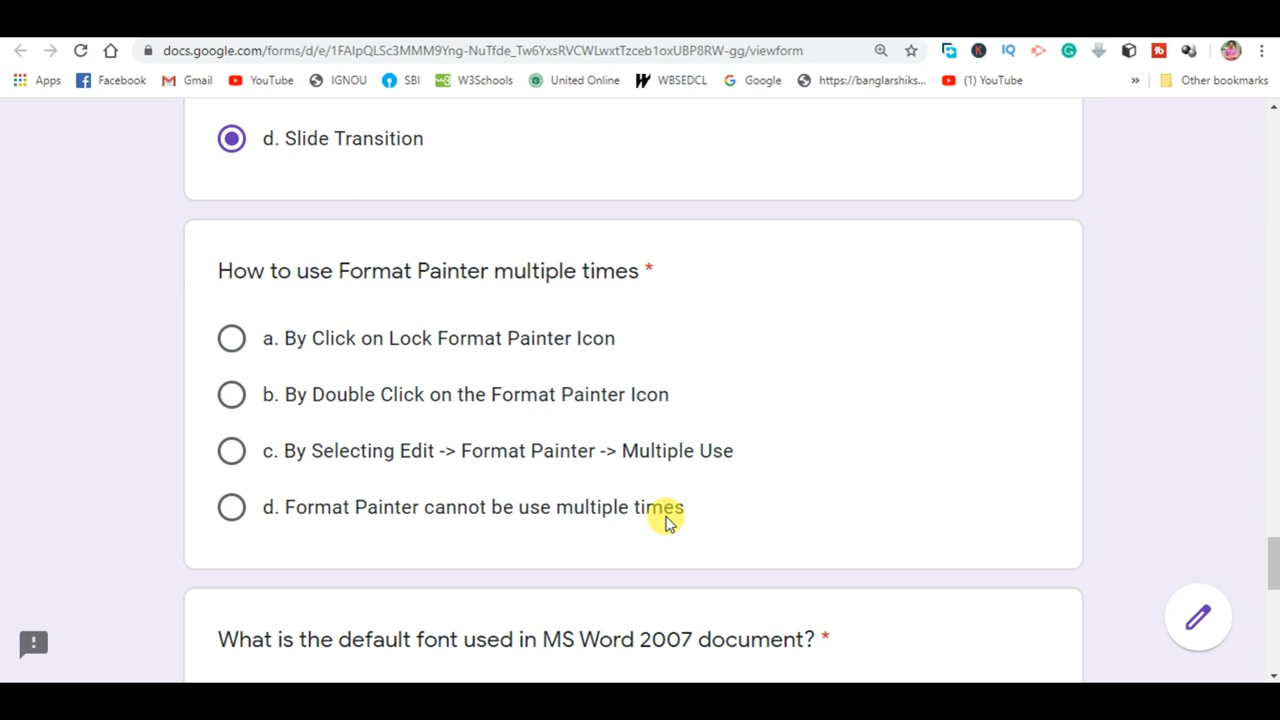 docs.google.com/forms/d/e/1FAIpQLSc3MMM9Yng-NuTfde_Tw6YxsRVCWLwxtTzceb1oxUBP8RW-gg/viewform
Apps Facebook Gmail YouTube IGNOU SBI W3Schools United Online WBSEDCL Google https://banglarshiks... (1) YouTube » Other bookmarks
d. Slide Transition
How to use Format Painter multiple times *
a. By Click on Lock Format Painter Icon
b. By Double Click on the Format Painter Icon
c. By Selecting Edit -> Format Painter -> Multiple Use
d. Format Painter cannot be use multiple times
What is the default font used in MS Word 2007 document? *